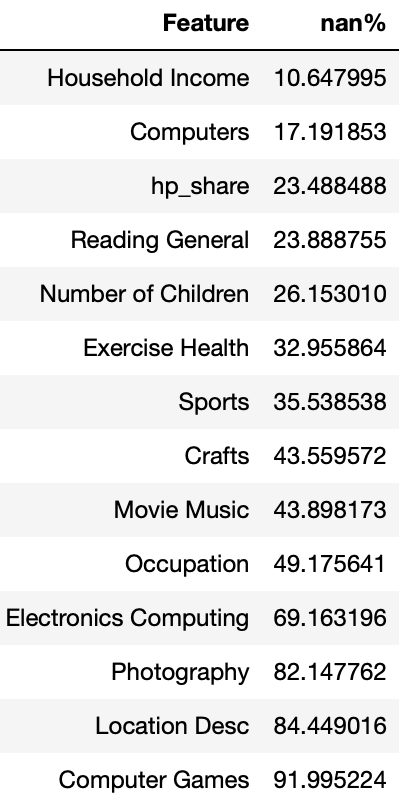 Feature nan%
Household Income 10.647995
Computers 17.191853
hp_share 23.488488
Reading General 23.888755
Number of Children 26.153010
Exercise Health 32.955864
Sports 35.538538
Crafts 43.559572
Movie Music 43.898173
Occupation 49.175641
Electronics Computing 69.163196
Photography 82.147762
Location Desc 84.449016
Computer Games 91.995224